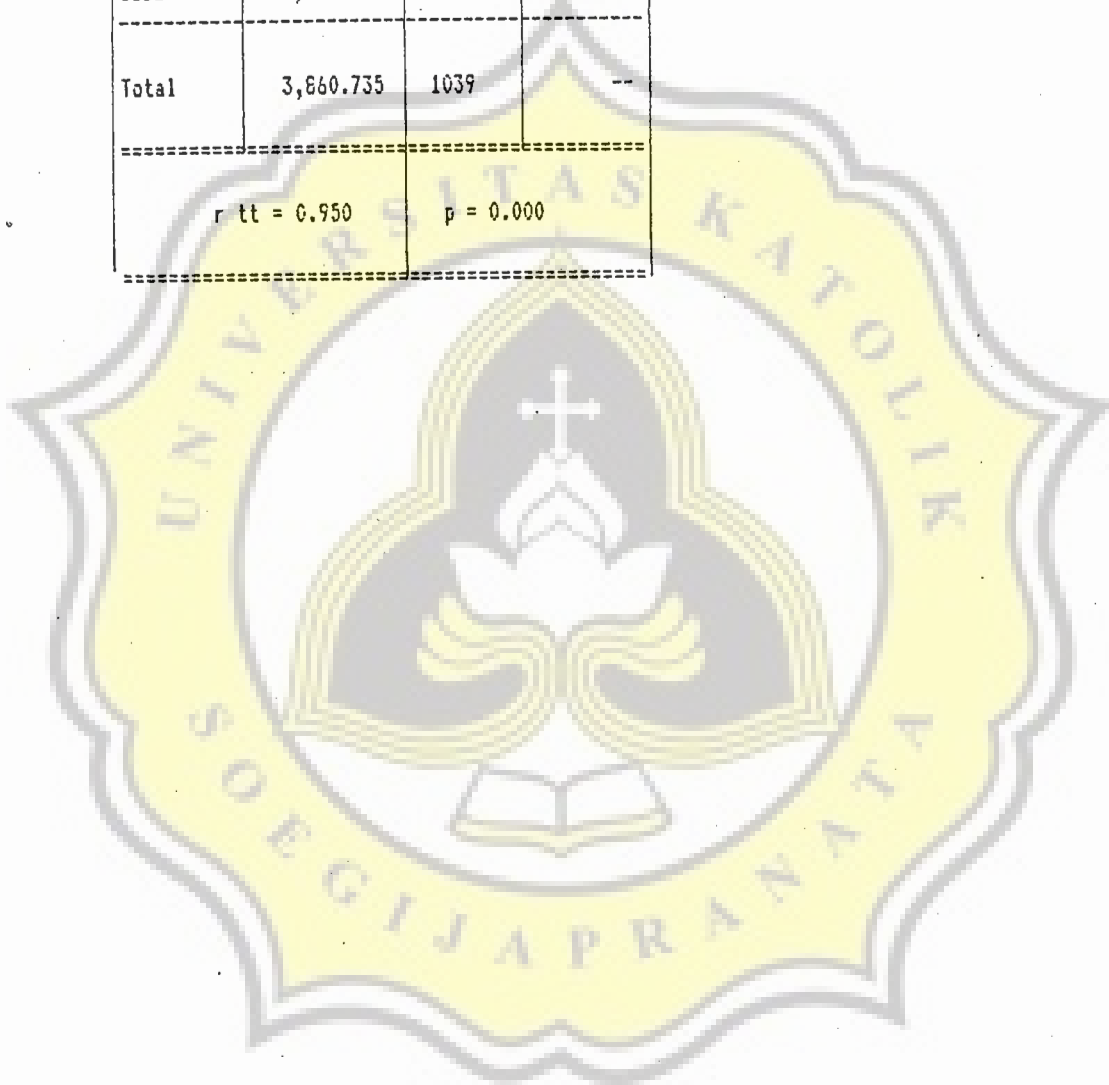 Total 3,860.735 1039 --
r tt = 0.950 p = 0.000
UNIVERSITAS KATOLIK
SOEGIJAPRANATA